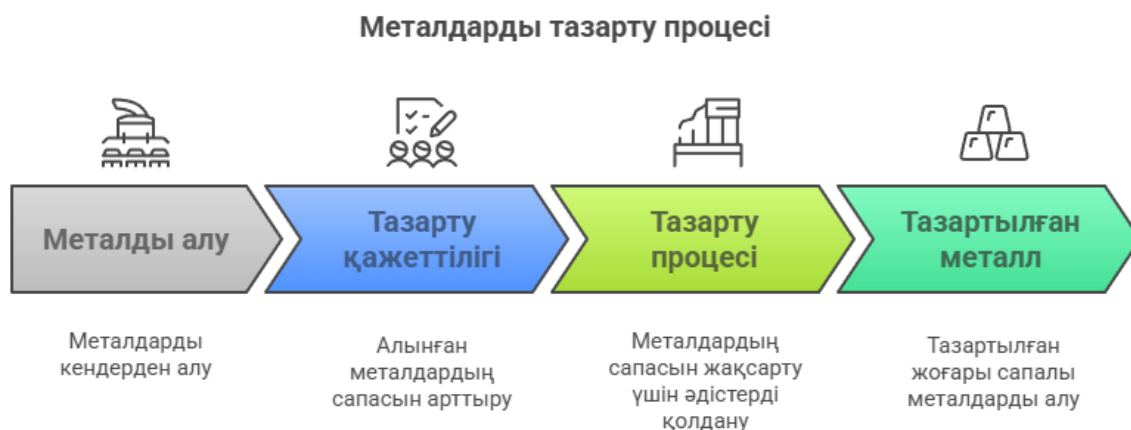 Металдарды тазарту процесі
Металды алу
Тазарту
қажеттілігі
Тазарту
процесі
Тазартылған
металл
Металдарды
кендерден алу
Алынған
металдардың
сапасын арттыру
Металдардың
сапасын жақсарту
үшін әдістерді
қолдану
Тазартылған
жоғары сапалы
металдарды алу